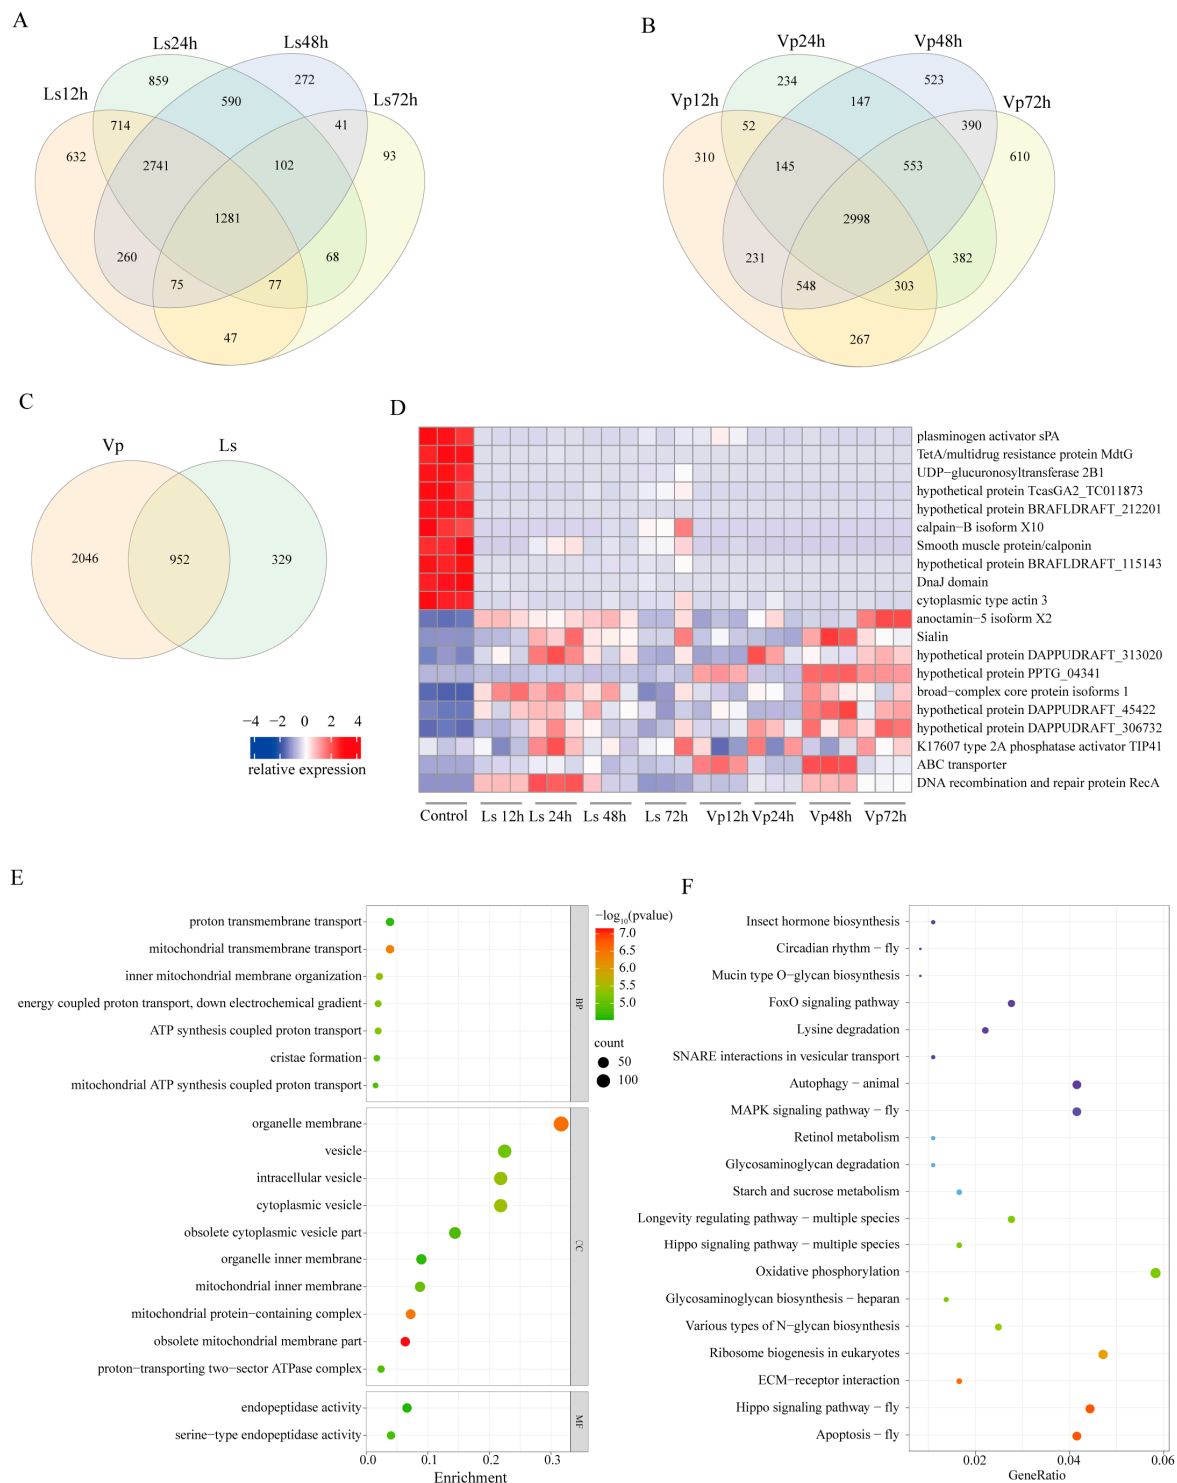 A
Ls24h
Ls48h
Ls12h
Ls72h
859
272
590
714
41
632
2741
102
93
1281
260
68
75
77
47
B
Vp24h
Vp48h
Vp12h
Vp72h
234
523
147
52
390
310
145
553
610
2998
231
382
548
303
267
C
Vp
Ls
2046
952
329
D
plasminogen activator sPA
TetA/multidrug resistance protein MdtG
UDP−glucuronosyltransferase 2B1
hypothetical protein TcasGA2_TC011873
hypothetical protein BRAFLDRAFT_212201
calpain−B isoform X10
Smooth muscle protein/calponin
hypothetical protein BRAFLDRAFT_115143
DnaJ domain
cytoplasmic type actin 3
anoctamin−5 isoform X2
Sialin
hypothetical protein DAPPUDRAFT_313020
hypothetical protein PPTG_04341
broad−complex core protein isoforms 1
hypothetical protein DAPPUDRAFT_45422
hypothetical protein DAPPUDRAFT_306732
K17607 type 2A phosphatase activator TIP41
ABC transporter
DNA recombination and repair protein RecA
−4 −2 0 2 4
relative expression
Control Ls 12h Ls 24h Ls 48h Ls 72h Vp12h Vp24h Vp48h Vp72h
E
proton transmembrane transport
mitochondrial transmembrane transport
inner mitochondrial membrane organization
energy coupled proton transport, down electrochemical gradient
ATP synthesis coupled proton transport
cristae formation
mitochondrial ATP synthesis coupled proton transport
BP
organelle membrane
vesicle
intracellular vesicle
cytoplasmic vesicle
obsolete cytoplasmic vesicle part
organelle inner membrane
mitochondrial inner membrane
mitochondrial protein−containing complex
obsolete mitochondrial membrane part
proton−transporting two−sector ATPase complex
CC
endopeptidase activity
serine−type endopeptidase activity
MF
0.0 0.1 0.2 0.3
Enrichment
−log10(pvalue)
7.0
6.5
6.0
5.5
5.0
count
50
100
F
Insect hormone biosynthesis
Circadian rhythm − fly
Mucin type O−glycan biosynthesis
FoxO signaling pathway
Lysine degradation
SNARE interactions in vesicular transport
Autophagy − animal
MAPK signaling pathway − fly
Retinol metabolism
Glycosaminoglycan degradation
Starch and sucrose metabolism
Longevity regulating pathway − multiple species
Hippo signaling pathway − multiple species
Oxidative phosphorylation
Glycosaminoglycan biosynthesis − heparan
Various types of N−glycan biosynthesis
Ribosome biogenesis in eukaryotes
ECM−receptor interaction
Hippo signaling pathway − fly
Apoptosis − fly
0.02 0.04 0.06
GeneRatio